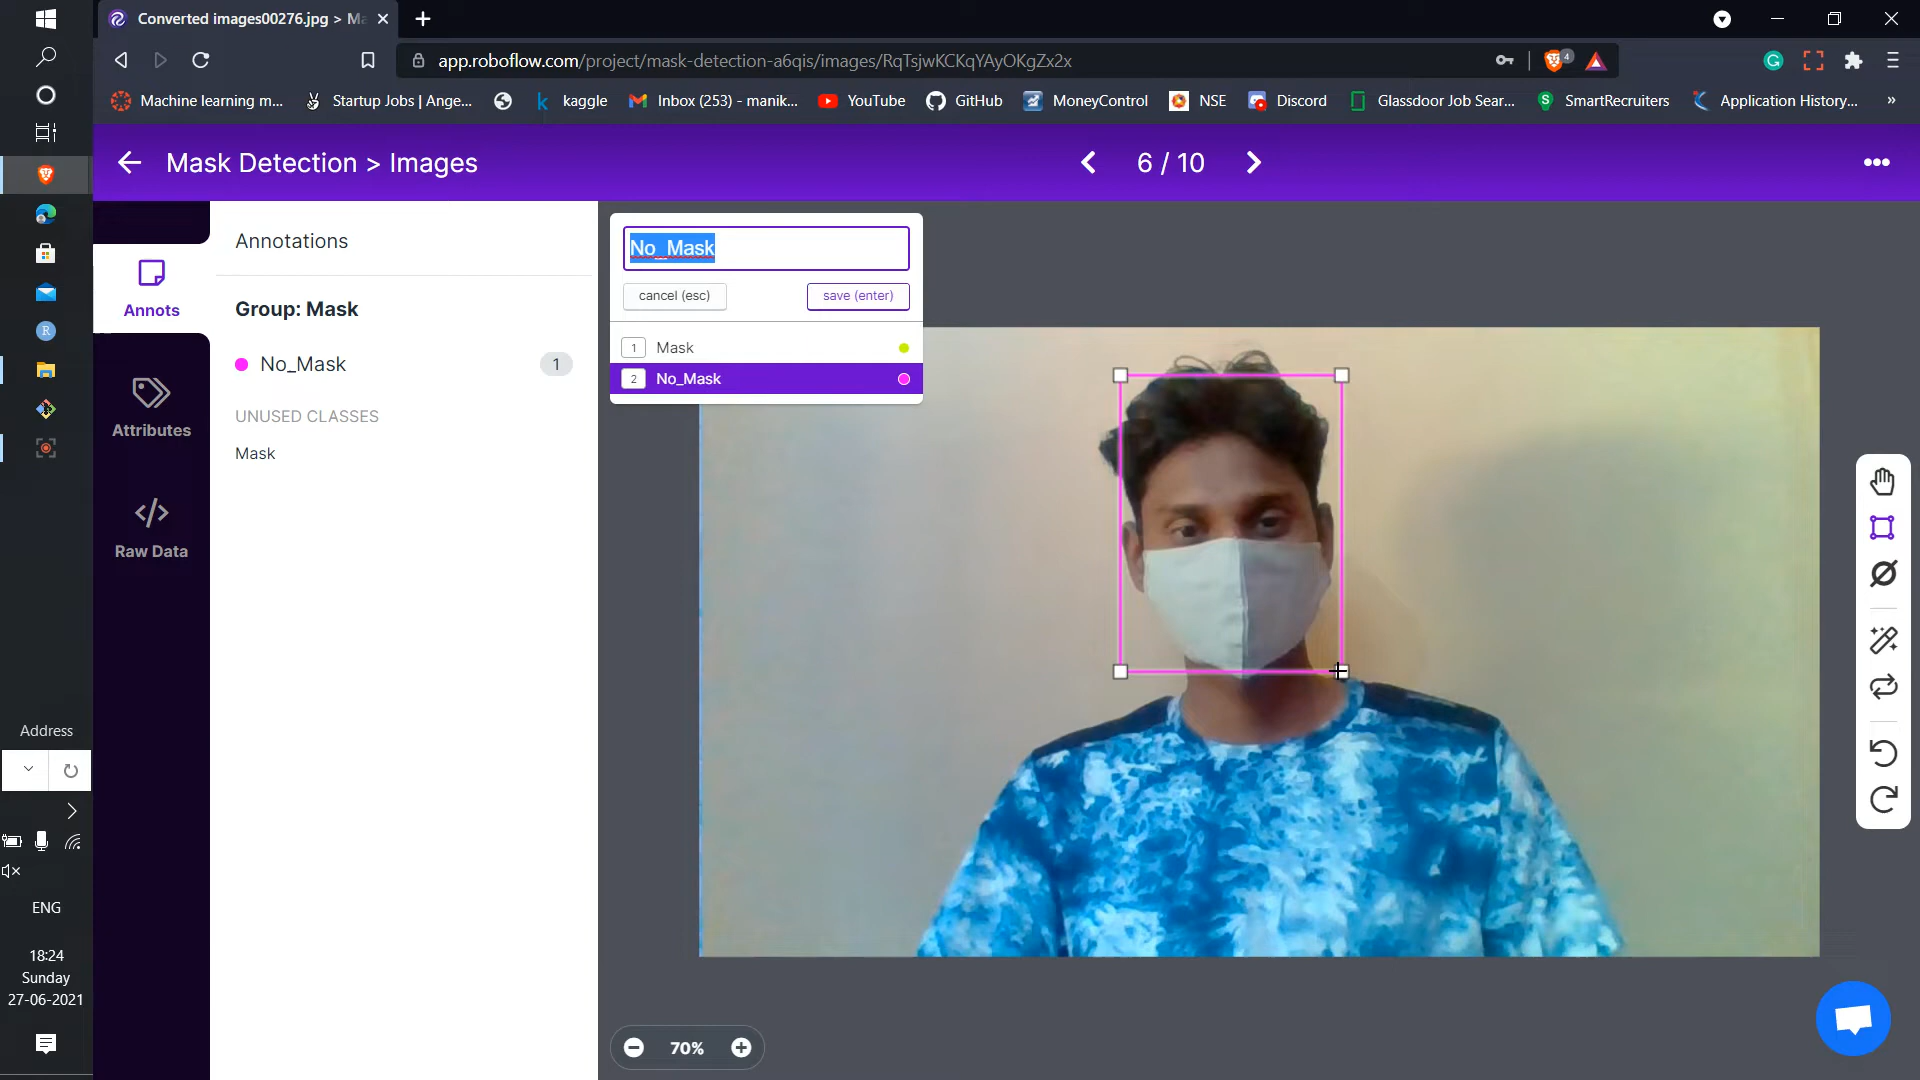 Converted images00276.jpg > Ma
app.roboflow.com/project/mask-detection-a6qis/images/RqTsjwKCKqYAyOKgZx2x
4
Machine learning m...
Startup Jobs | Ange...
kaggle
Inbox (253) - manik...
YouTube
GitHub
MoneyControl
NSE
Discord
Glassdoor Job Sear...
SmartRecruiters
Application History...
»
Mask Detection > Images
6 / 10
Annots
Attributes
Raw Data
Annotations
Group: Mask
No_Mask
1
UNUSED CLASSES
Mask
No_Mask
cancel (esc)
save (enter)
1 Mask
2 No_Mask
70%
R
Address
ENG
18:24
Sunday
27-06-2021